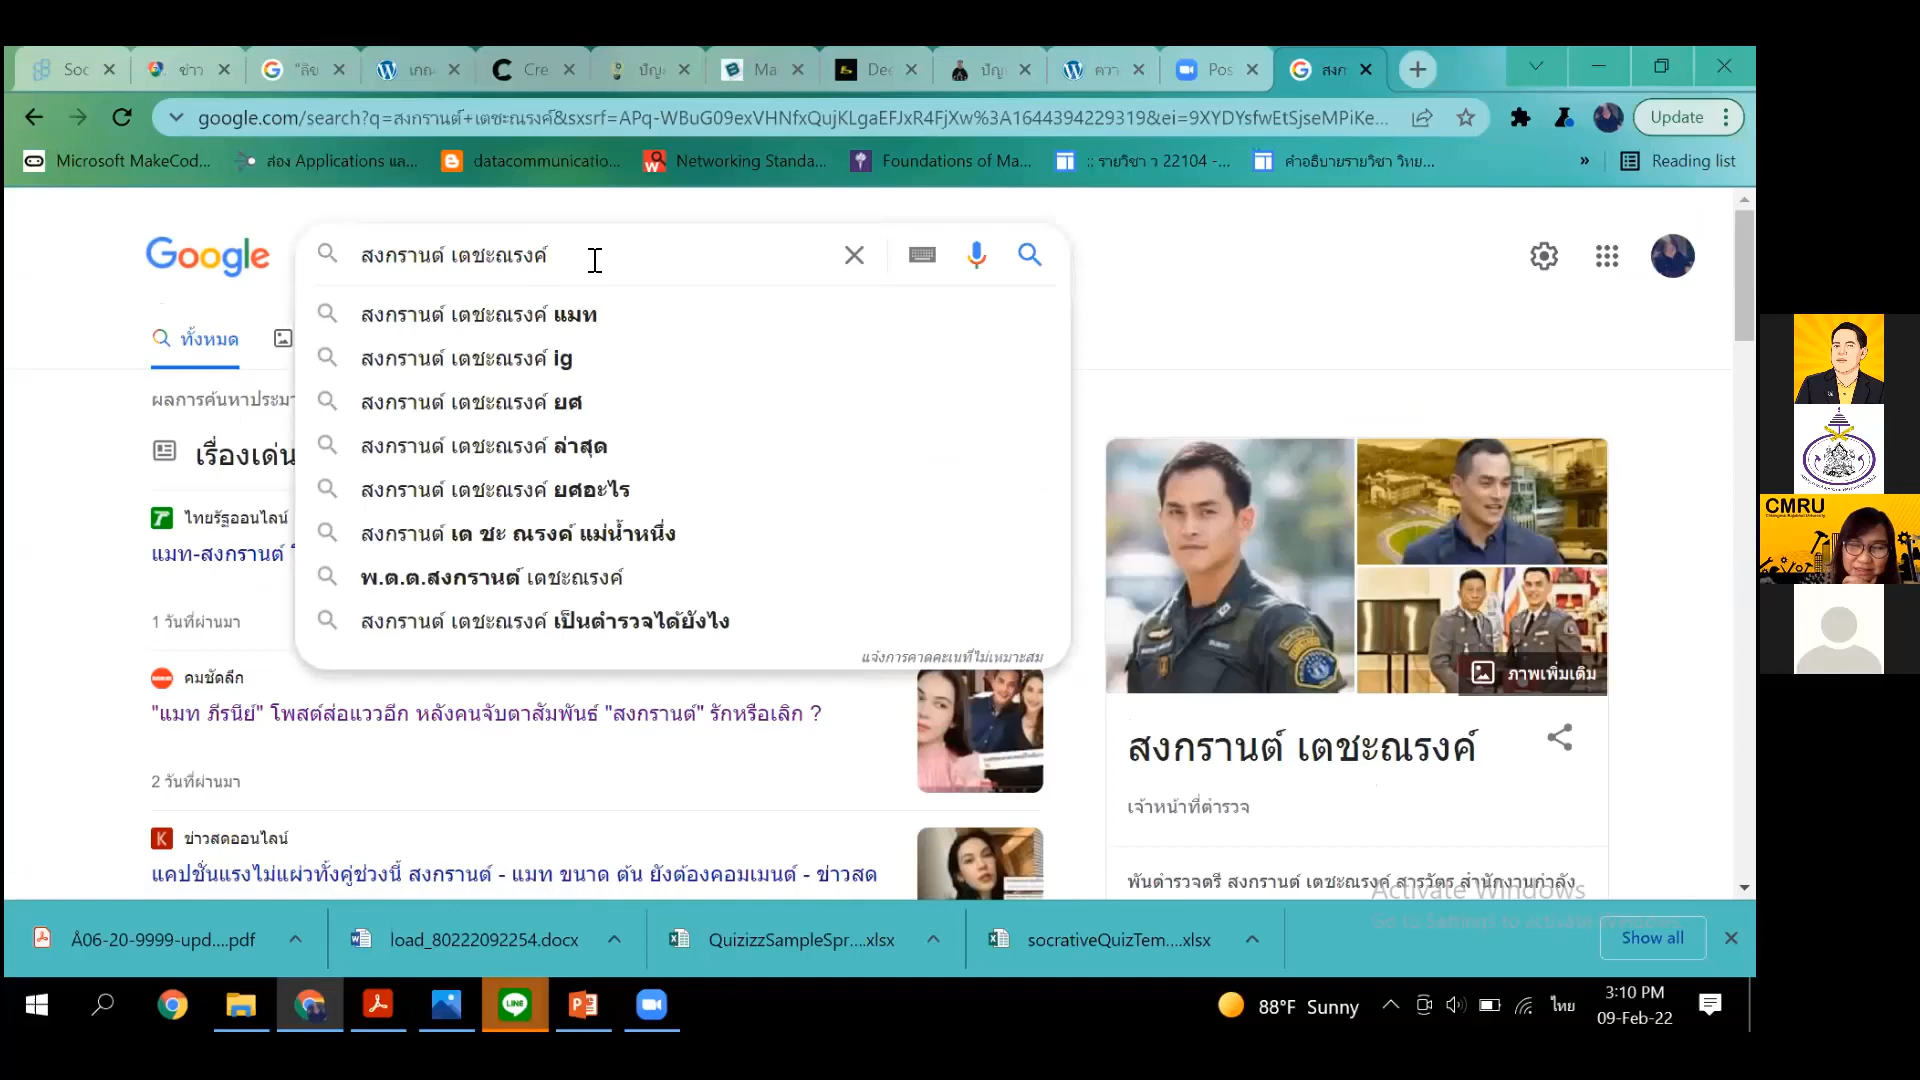 Soc
ข่าว
"ลิข
เกณ
Cre
ปัญ
Ma
Dec
ปัญ
ควา
Pos
สงก
google.com/search?q=สงกรานต์+เตชะณรงค์&sxsrf=APq-WBuG09exVHNfxQujKLgaEFJxR4FjXw%3A1644394229319&ei=9XYDYsfwEtSjseMPiKe...
Update
Microsoft MakeCod...
ส่อง Applications แล...
datacommunicatio...
Networking Standa...
Foundations of Ma...
:: รายวิชา ว 22104 -...
คำอธิบายรายวิชา วิทย...
»
Reading list
Google
สงกรานต์ เตชะณรงค์
สงกรานต์ เตชะณรงค์ แมท
สงกรานต์ เตชะณรงค์ ig
สงกรานต์ เตชะณรงค์ ยศ
สงกรานต์ เตชะณรงค์ ล่าสุด
สงกรานต์ เตชะณรงค์ ยศอะไร
สงกรานต์ เต ชะ ณรงค์ แม่น้ำหนึ่ง
พ.ต.ต.สงกรานต์ เตชะณรงค์
สงกรานต์ เตชะณรงค์ เป็นตำรวจได้ยังไง
แจ้งการคาดคะเนที่ไม่เหมาะสม
ทั้งหมด
ผลการค้นหาประมา
เรื่องเด่น
ไทยรัฐออนไลน์
แมท-สงกรานต์
1 วันที่ผ่านมา
คมชัดลึก
"แมท ภีรนีย์" โพสต์ส่อแววอีก หลังคนจับตาสัมพันธ์ "สงกรานต์" รักหรือเลิก ?
2 วันที่ผ่านมา
ข่าวสดออนไลน์
แคปชั่นแรงไม่แผ่วทั้งคู่ช่วงนี้ สงกรานต์ - แมท ขนาด ต้น ยังต้องคอมเมนต์ - ข่าวสด
ภาพเพิ่มเติม
สงกรานต์ เตชะณรงค์
เจ้าหน้าที่ตำรวจ
พันตำรวจตรี สงกรานต์ เตชะณรงค์ สารวัตร สำนักงานกำลัง
Activate Windows
Go to Settings to activate Windows.
CMRU
A06-20-9999-upd....pdf
load_80222092254.docx
QuizizzSampleSpr....xlsx
socrativeQuizTem....xlsx
Show all
LINE
88°F Sunny
ไทย
3:10 PM
09-Feb-22